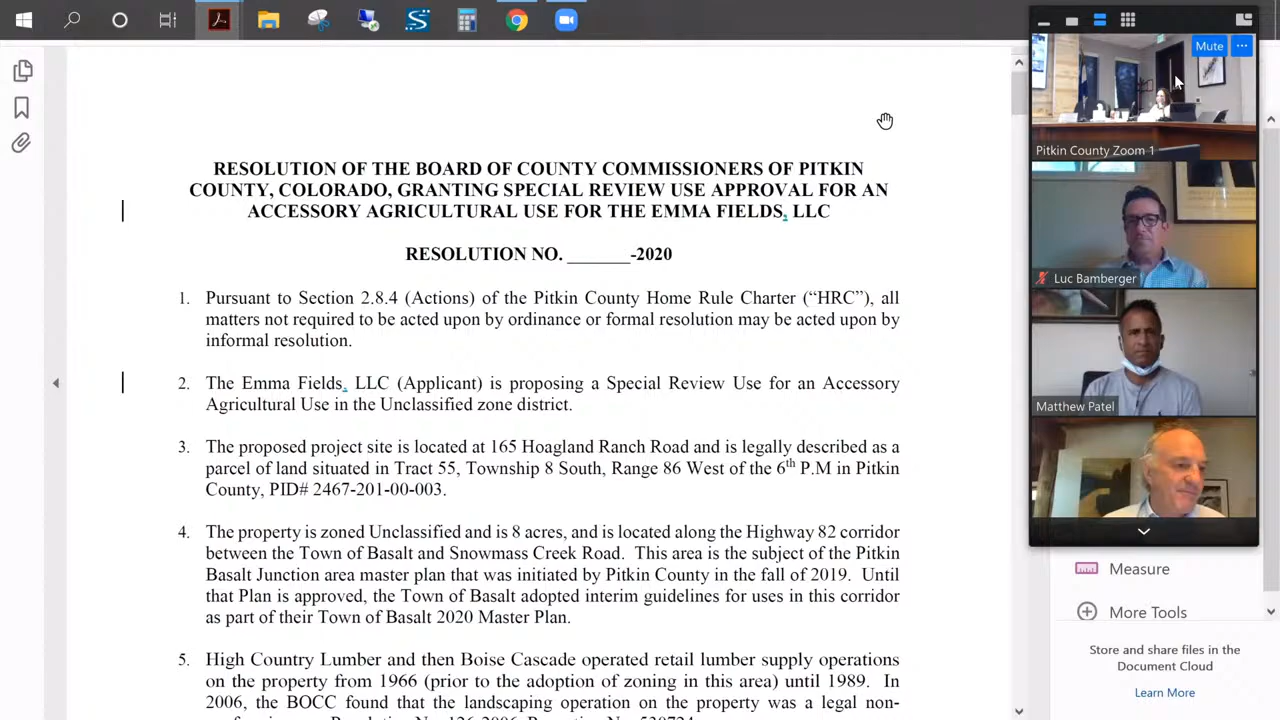 RESOLUTION OF THE BOARD OF COUNTY COMMISSIONERS OF PITKIN
COUNTY, COLORADO, GRANTING SPECIAL REVIEW USE APPROVAL FOR AN
ACCESSORY AGRICULTURAL USE FOR THE EMMA FIELDS, LLC
RESOLUTION NO. _______-2020
1. Pursuant to Section 2.8.4 (Actions) of the Pitkin County Home Rule Charter (“HRC”), all
matters not required to be acted upon by ordinance or formal resolution may be acted upon by
informal resolution.
2. The Emma Fields, LLC (Applicant) is proposing a Special Review Use for an Accessory
Agricultural Use in the Unclassified zone district.
3. The proposed project site is located at 165 Hoagland Ranch Road and is legally described as a
parcel of land situated in Tract 55, Township 8 South, Range 86 West of the 6th P.M in Pitkin
County, PID# 2467-201-00-003.
4. The property is zoned Unclassified and is 8 acres, and is located along the Highway 82 corridor
between the Town of Basalt and Snowmass Creek Road. This area is the subject of the Pitkin
Basalt Junction area master plan that was initiated by Pitkin County in the fall of 2019. Until
that Plan is approved, the Town of Basalt adopted interim guidelines for uses in this corridor
as part of their Town of Basalt 2020 Master Plan.
5. High Country Lumber and then Boise Cascade operated retail lumber supply operations
on the property from 1966 (prior to the adoption of zoning in this area) until 1989. In
2006, the BOCC found that the landscaping operation on the property was a legal non-
Mute
Pitkin County Zoom 1
Luc Bamberger
Matthew Patel
Measure
More Tools
Store and share files in the
Document Cloud
Learn More